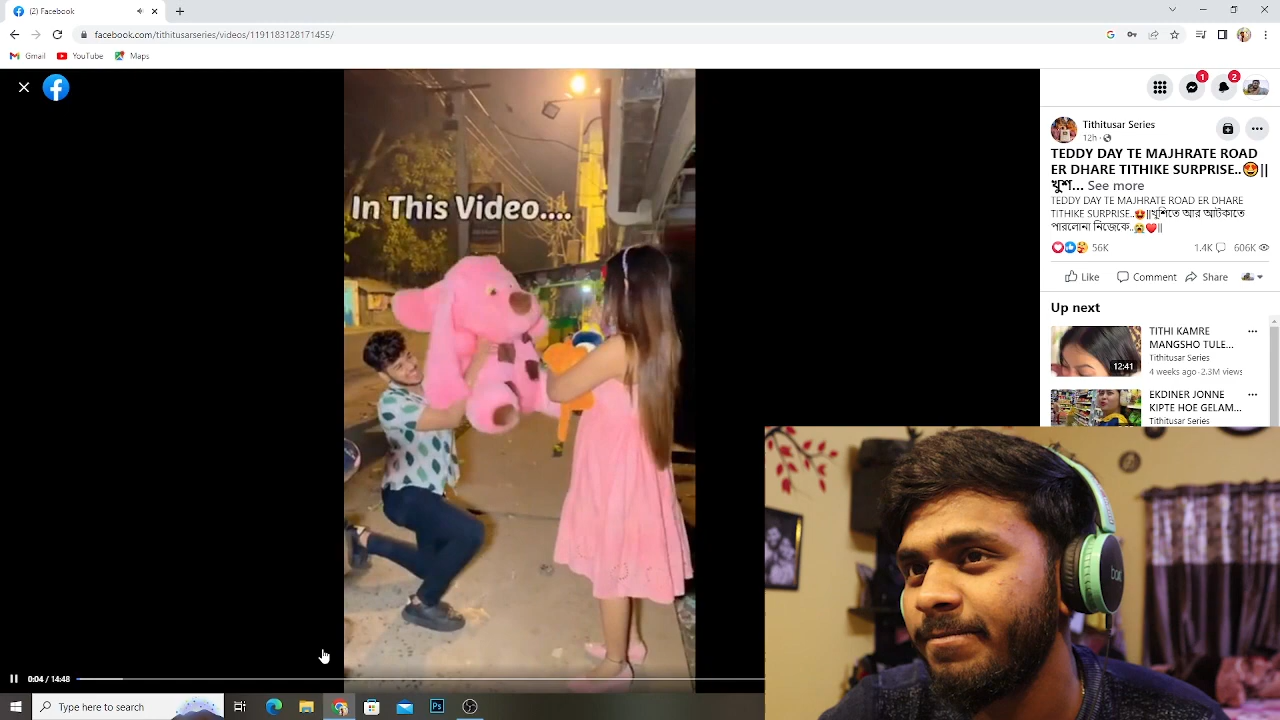 (2) Facebook
facebook.com/tithitusarseries/videos/1191183128171455/
Gmail
YouTube
Maps
1
2
Tithitusar Series
12h
TEDDY DAY TE MAJHRATE ROAD
ER DHARE TITHIKE SURPRISE..😍||
খুশি... See more
TEDDY DAY TE MAJHRATE ROAD ER DHARE
TITHIKE SURPRISE..😍||খুশিতে আর আটকাতে
পারলোনা নিজেকে..😭❤️||
56K
1.4K
606K
Like
Comment
Share
Up next
TITHI KAMRE
MANGSHO TULE...
Tithitusar Series
4 weeks ago · 2.3M views
12:41
EKDINER JONNE
KIPTE HOE GELAM...
Tithitusar Series
In This Video....
0:04 / 14:48
Type here to search
Ps